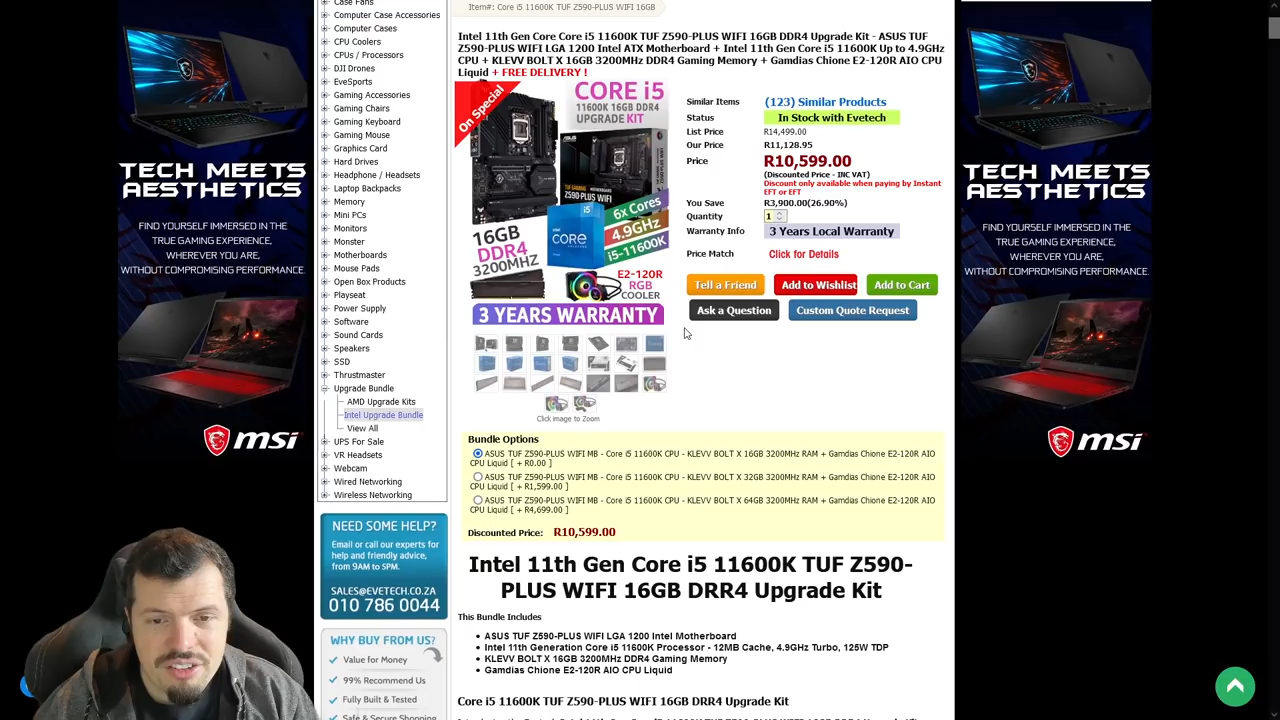 Item#: Core i5 11600K TUF Z590-PLUS WIFI 16GB
Case Fans
Computer Case Accessories
Computer Cases
CPU Coolers
CPUs / Processors
DJI Drones
EveSports
Gaming Accessories
Gaming Chairs
Gaming Keyboard
Gaming Mouse
Graphics Card
Hard Drives
Headphone / Headsets
Laptop Backpacks
Memory
Mini PCs
Monitors
Monster
Motherboards
Mouse Pads
Open Box Products
Playseat
Power Supply
Software
Sound Cards
Speakers
SSD
Thrustmaster
Upgrade Bundle
AMD Upgrade Kits
Intel Upgrade Bundle
View All
UPS For Sale
VR Headsets
Webcam
Wired Networking
Wireless Networking
TECH MEETS
AESTHETICS
FIND YOURSELF IMMERSED IN THE
TRUE GAMING EXPERIENCE,
WHEREVER YOU ARE,
WITHOUT COMPROMISING PERFORMANCE.
msi
Intel 11th Gen Core Core i5 11600K TUF Z590-PLUS WIFI 16GB DDR4 Upgrade Kit - ASUS TUF
Z590-PLUS WIFI LGA 1200 Intel ATX Motherboard + Intel 11th Gen Core i5 11600K Up to 4.9GHz
CPU + KLEVV BOLT X 16GB 3200MHz DDR4 Gaming Memory + Gamdias Chione E2-120R AIO CPU
Liquid + FREE DELIVERY !
On Special
CORE i5
11600K 16GB DDR4
UPGRADE KIT
ASUS
TUF GAMING
Z590-PLUS WIFI
i5
CORE
6x Cores
4.9GHz
i5-11600K
16GB
DDR4
3200MHZ
E2-120R
RGB
COOLER
3 YEARS WARRANTY
Click image to Zoom
Similar Items (123) Similar Products
Status In Stock with Evetech
List Price R14,499.00
Our Price R11,128.95
Price R10,599.00
(Discounted Price - INC VAT)
Discount only available when paying by Instant
EFT or EFT
You Save R3,900.00(26.90%)
Quantity 1
Warranty Info 3 Years Local Warranty
Price Match Click for Details
Tell a Friend Add to Wishlist Add to Cart
Ask a Question Custom Quote Request
Bundle Options
ASUS TUF Z590-PLUS WIFI MB - Core i5 11600K CPU - KLEVV BOLT X 16GB 3200MHz RAM + Gamdias Chione E2-120R AIO
CPU Liquid [ + R0.00 ]
ASUS TUF Z590-PLUS WIFI MB - Core i5 11600K CPU - KLEVV BOLT X 32GB 3200MHz RAM + Gamdias Chione E2-120R AIO
CPU Liquid [ + R1,599.00 ]
ASUS TUF Z590-PLUS WIFI MB - Core i5 11600K CPU - KLEVV BOLT X 64GB 3200MHz RAM + Gamdias Chione E2-120R AIO
CPU Liquid [ + R4,699.00 ]
Discounted Price: R10,599.00
Intel 11th Gen Core i5 11600K TUF Z590-
PLUS WIFI 16GB DRR4 Upgrade Kit
This Bundle Includes
ASUS TUF Z590-PLUS WIFI LGA 1200 Intel Motherboard
Intel 11th Generation Core i5 11600K Processor - 12MB Cache, 4.9GHz Turbo, 125W TDP
KLEVV BOLT X 16GB 3200MHz DDR4 Gaming Memory
Gamdias Chione E2-120R AIO CPU Liquid
Core i5 11600K TUF Z590-PLUS WIFI 16GB DRR4 Upgrade Kit
NEED SOME HELP?
Email or call our experts for
help and friendly advice,
from 9AM to 5PM.
SALES@EVETECH.CO.ZA
010 786 0044
WHY BUY FROM US?
Value for Money
99% Recommend Us
Fully Built & Tested
Safe & Secure Shopping
TECH MEETS
AESTHETICS
FIND YOURSELF IMMERSED IN THE
TRUE GAMING EXPERIENCE,
WHEREVER YOU ARE,
WITHOUT COMPROMISING PERFORMANCE.
msi